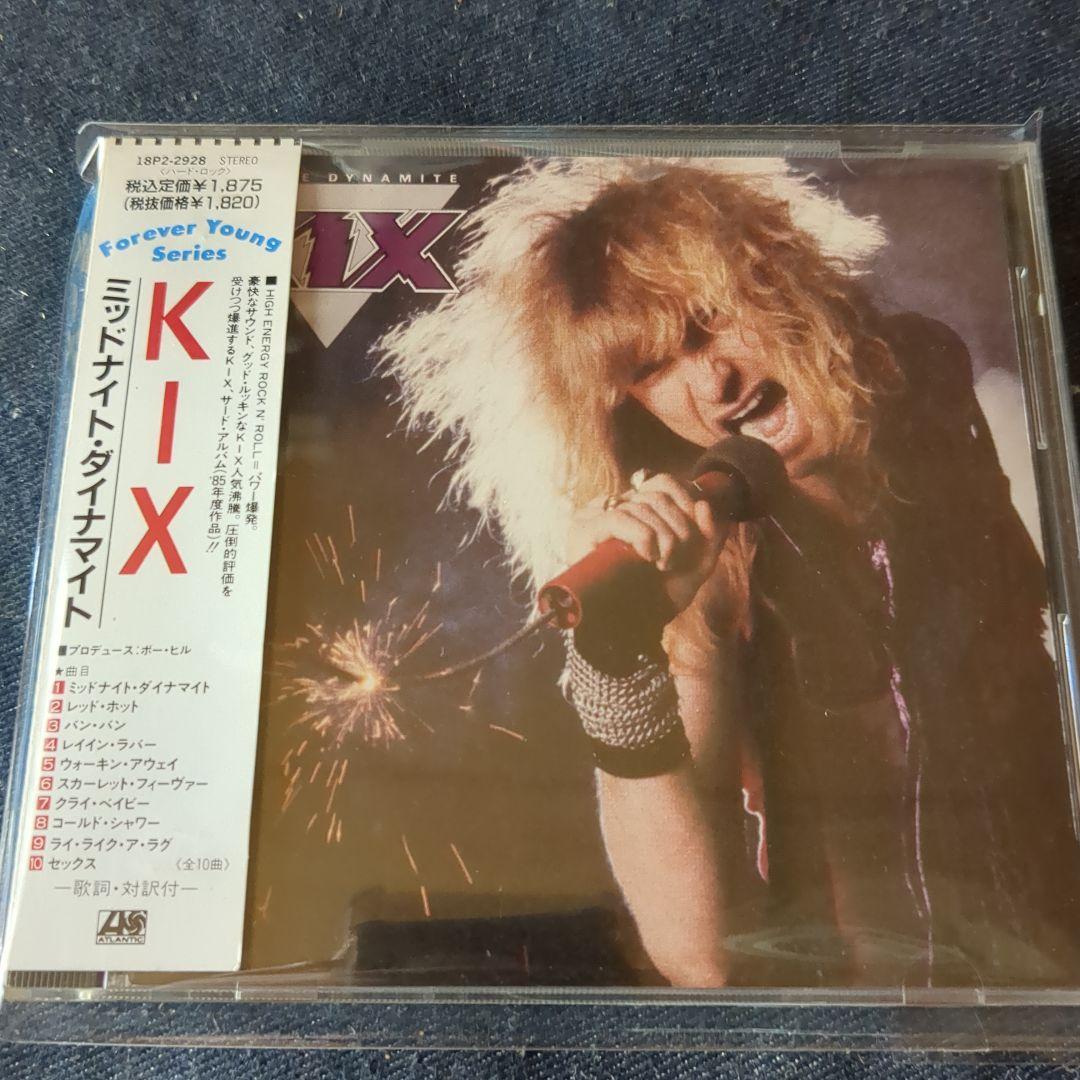 18P2-2928 STEREO
〈ハード・ロック〉
税込定価¥1,875
(税抜価格¥1,820)
Forever Young
Series
KIX
ミッドナイト・ダイナマイト
■HIGH ENERGY ROCK N' ROLL=パワー爆発。
豪快なサウンド、グッド・ルッキンなKIX人気沸騰。圧倒的評価を
受けつつ爆進するKIX、サード・アルバム('85年度作品)!!
■プロデュース:ボー・ヒル
★曲目
1 ミッドナイト・ダイナマイト
2 レッド・ホット
3 バン・バン
4 レイイン・ラバー
5 ウォーキン・アウェイ
6 スカーレット・フィーヴァー
7 クライ・ベイビー
8 コールド・シャワー
9 ライ・ライク・ア・ラグ
10 セックス 〈全10曲〉
—歌詞・対訳付—
ATLANTIC
E DYNAMITE
IX